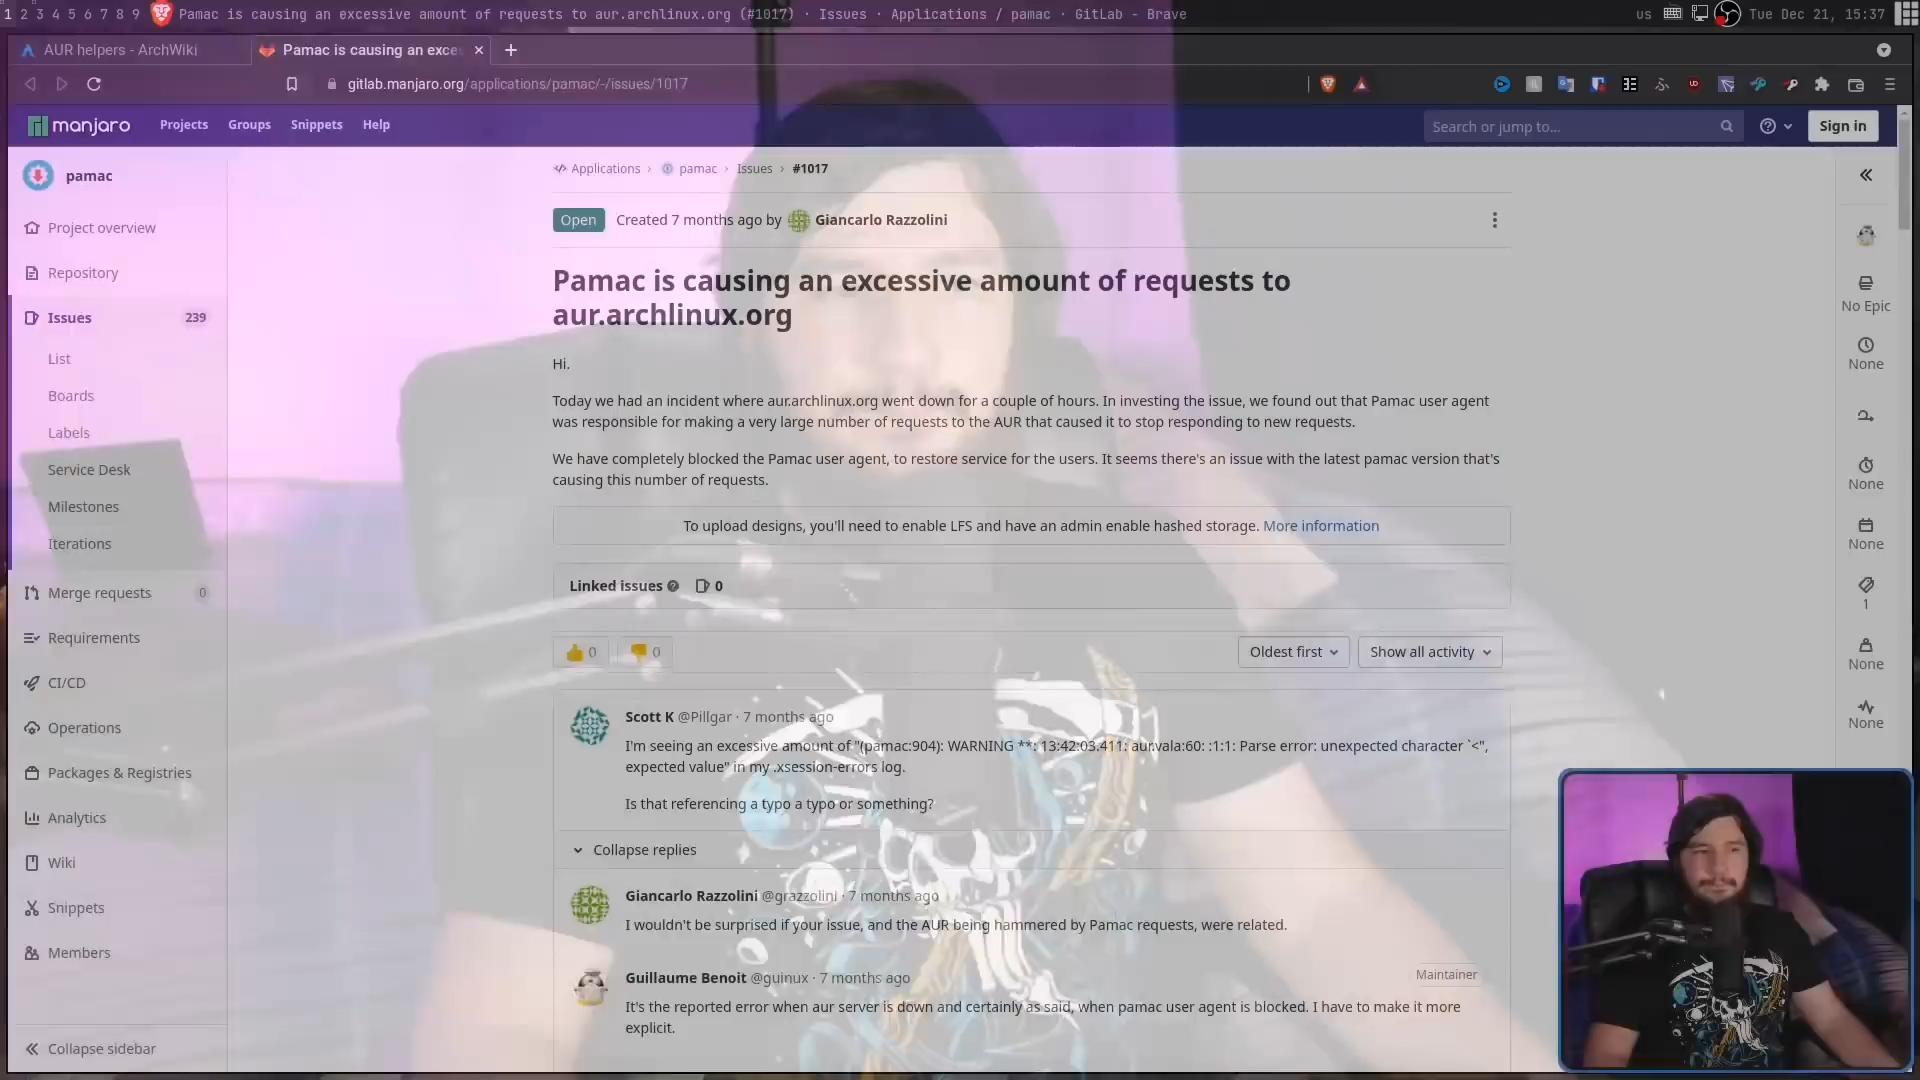 1 2 3 4 5 6 7 8 9 Pamac is causing an excessive amount of requests to aur.archlinux.org (#1017) · Issues · Applications / pamac · GitLab - Brave
us Tue Dec 21, 15:37
AUR helpers - ArchWiki
Pamac is causing an exce
gitlab.manjaro.org/applications/pamac/-/issues/1017
manjaro
Projects Groups Snippets Help
Search or jump to...
Sign in
pamac
Applications › pamac › Issues › #1017
Open Created 7 months ago by Giancarlo Razzolini
Project overview
Repository
Issues 239
List
Boards
Labels
Service Desk
Milestones
Iterations
Merge requests 0
Requirements
CI/CD
Operations
Packages & Registries
Analytics
Wiki
Snippets
Members
Collapse sidebar
Pamac is causing an excessive amount of requests to
aur.archlinux.org
Hi.
Today we had an incident where aur.archlinux.org went down for a couple of hours. In investing the issue, we found out that Pamac user agent
was responsible for making a very large number of requests to the AUR that caused it to stop responding to new requests.
We have completely blocked the Pamac user agent, to restore service for the users. It seems there's an issue with the latest pamac version that's
causing this number of requests.
To upload designs, you'll need to enable LFS and have an admin enable hashed storage. More information
Linked issues 0
0 0
Oldest first Show all activity
Scott K @Pillgar · 7 months ago
I'm seeing an excessive amount of "(pamac:904): WARNING **: 13:42:03.411: aur.vala:60: :1:1: Parse error: unexpected character `<",
expected value" in my .xsession-errors log.
Is that referencing a typo a typo or something?
Collapse replies
Giancarlo Razzolini @grazzolini · 7 months ago
I wouldn't be surprised if your issue, and the AUR being hammered by Pamac requests, were related.
Guillaume Benoit @guinux · 7 months ago
Maintainer
It's the reported error when aur server is down and certainly as said, when pamac user agent is blocked. I have to make it more
explicit.
No Epic
None
None
None
1
None
None